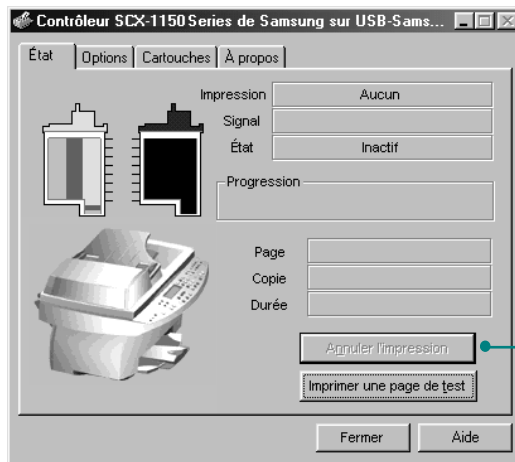 Contrôleur SCX-1150 Series de Samsung sur USB-Sams...
État Options Cartouches À propos
Impression Aucun
Signal
État Inactif
Progression
Page
Copie
Durée
Annuler l'impression
Imprimer une page de test
Fermer Aide